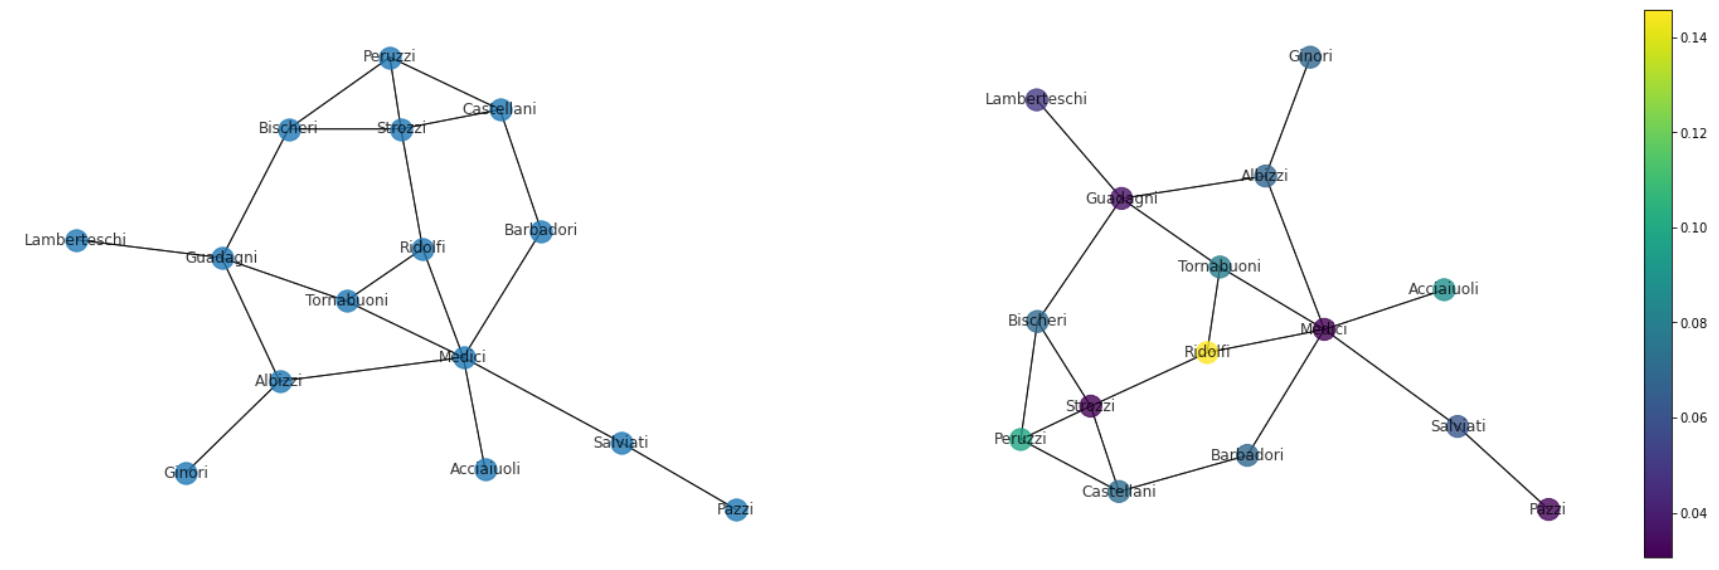 Peruzzi
Castellani
Bischeri
Strozzi
Barbadori
Lamberteschi
Ridolfi
Guadagni
Tornabuoni
Medici
Albizzi
Salviati
Ginori
Acciaiuoli
Pazzi
Ginori
Lamberteschi
Albizzi
Guadagni
Tornabuoni
Acciaiuoli
Bischeri
Medici
Ridolfi
Strozzi
Salviati
Peruzzi
Barbadori
Castellani
Pazzi
0.14
0.12
0.10
0.08
0.06
0.04